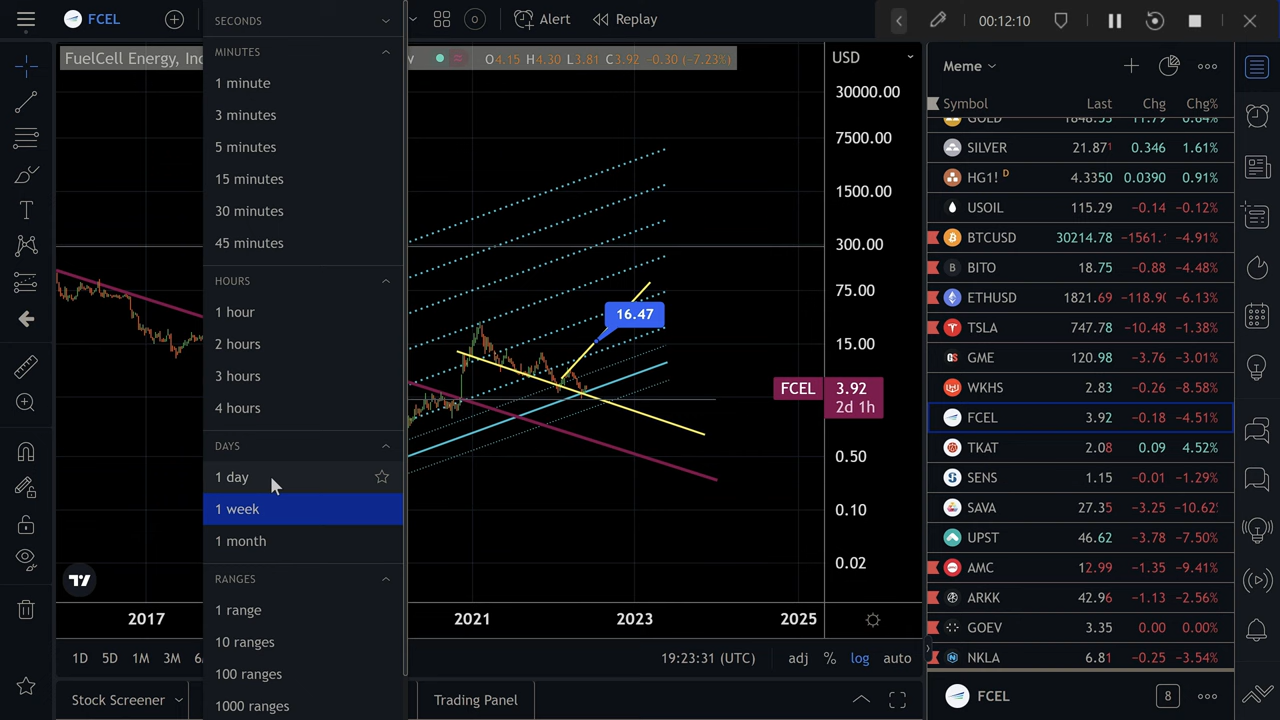 FCEL
Alert
Replay
00:12:10
SECONDS
MINUTES
1 minute
3 minutes
5 minutes
15 minutes
30 minutes
45 minutes
HOURS
1 hour
2 hours
3 hours
4 hours
DAYS
1 day
1 week
1 month
RANGES
1 range
10 ranges
100 ranges
1000 ranges
FuelCell Energy, Inc
O4.15 H4.30 L3.81 C3.92 −0.30 (−7.23%)
USD
30000.00
7500.00
1500.00
300.00
75.00
15.00
0.50
0.10
0.02
16.47
FCEL 3.92
2d 1h
2017 2021 2023 2025
1D 5D 1M 3M
19:23:31 (UTC) adj % log auto
Stock Screener
Trading Panel
Meme
Symbol Last Chg Chg%
GOLD 1848.55 11.79 0.64%
SILVER 21.871 0.346 1.61%
HG1! D 4.3350 0.0390 0.91%
USOIL 115.29 −0.14 −0.12%
BTCUSD 30214.78 −1561. −4.91%
BITO 18.75 −0.88 −4.48%
ETHUSD 1821.69 −118.90 −6.13%
TSLA 747.78 −10.48 −1.38%
GME 120.98 −3.76 −3.01%
WKHS 2.83 −0.26 −8.58%
FCEL 3.92 −0.18 −4.51%
TKAT 2.08 0.09 4.52%
SENS 1.15 −0.01 −1.29%
SAVA 27.35 −3.25 −10.62
UPST 46.62 −3.78 −7.50%
AMC 12.99 −1.35 −9.41%
ARKK 42.96 −1.13 −2.56%
GOEV 3.35 0.00 0.00%
NKLA 6.81 −0.25 −3.54%
FCEL 8